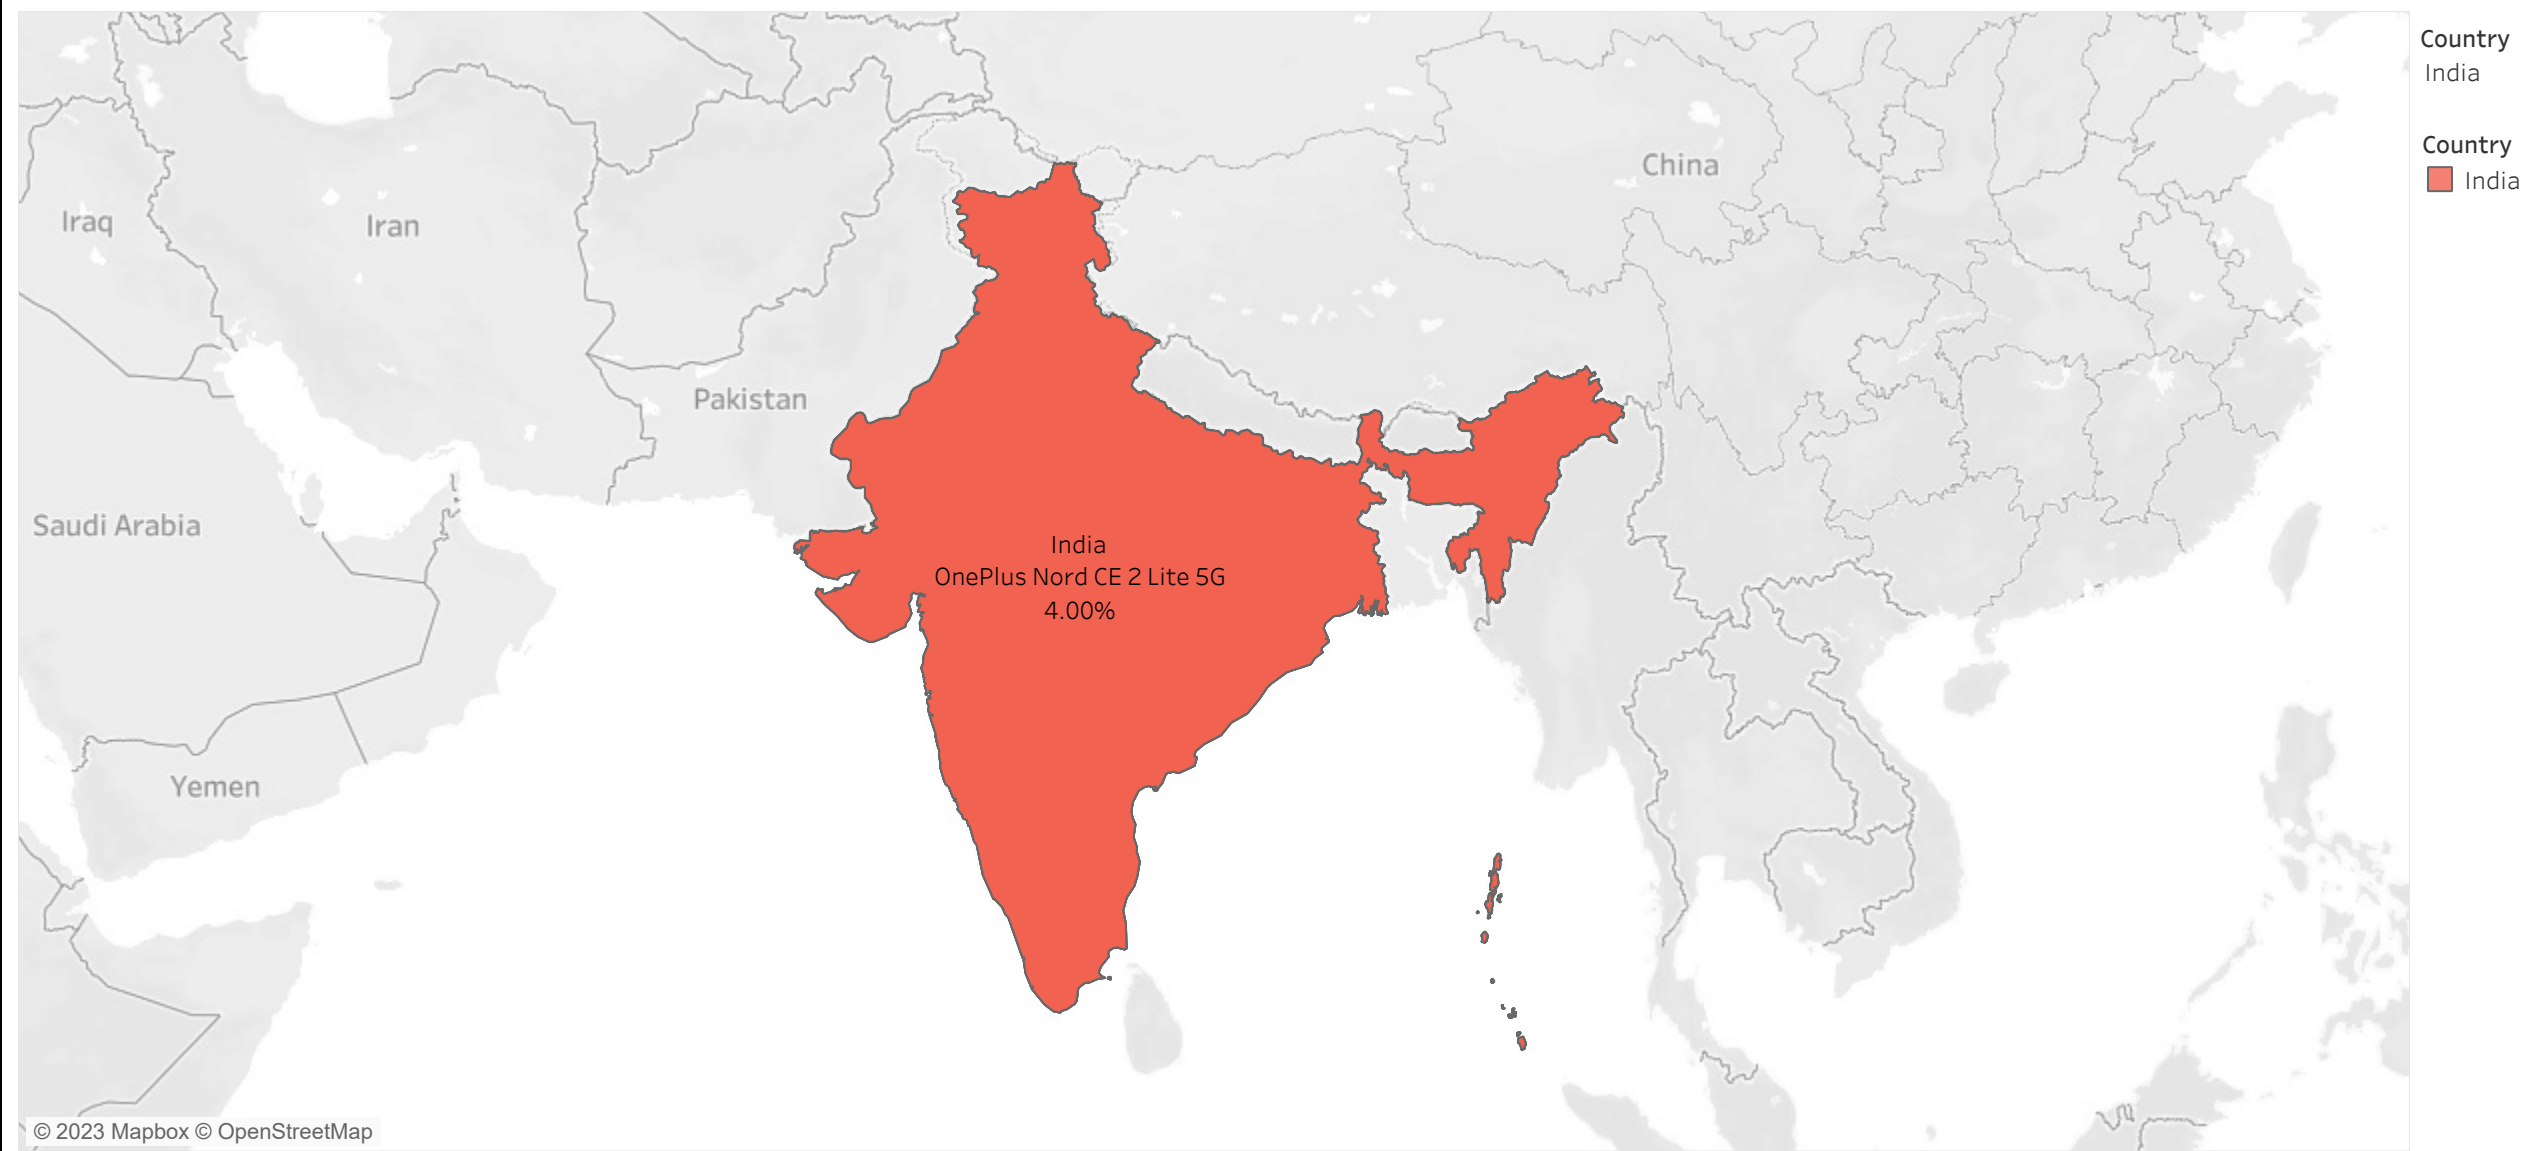 Country
India
Country
India
China
Iraq
Iran
Pakistan
Saudi Arabia
India
OnePlus Nord CE 2 Lite 5G
4.00%
Yemen
© 2023 Mapbox © OpenStreetMap